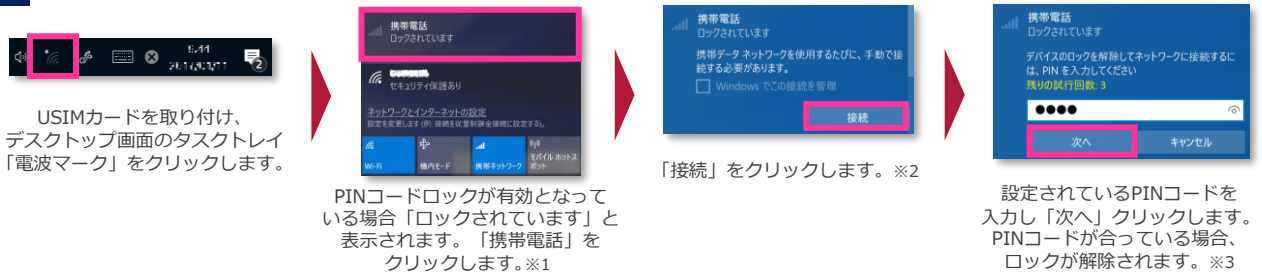 2
USIMカードを取り付け、
デスクトップ画面のタスクトレイ
「電波マーク」をクリックします。
携帯電話
ロックされています
セキュリティ保護あり
ネットワークとインターネットの設定
設定を変更します (例: 接続を従量制課金接続に設定する)。
Wi-Fi
機内モード
携帯ネットワーク
モバイル ホットス
ポット
PINコードロックが有効となって
いる場合「ロックされています」と
表示されます。「携帯電話」を
クリックします。※1
携帯電話
ロックされています
携帯データ ネットワークを使用するたびに、手動で接
続する必要があります。
Windows でこの接続を管理
接続
「接続」をクリックします。※2
携帯電話
ロックされています
デバイスのロックを解除してネットワークに接続するに
は、PIN を入力してください
残りの試行回数: 3
●●●●
次へ
キャンセル
設定されているPINコードを
入力し「次へ」クリックします。
PINコードが合っている場合、
ロックが解除されます。※3